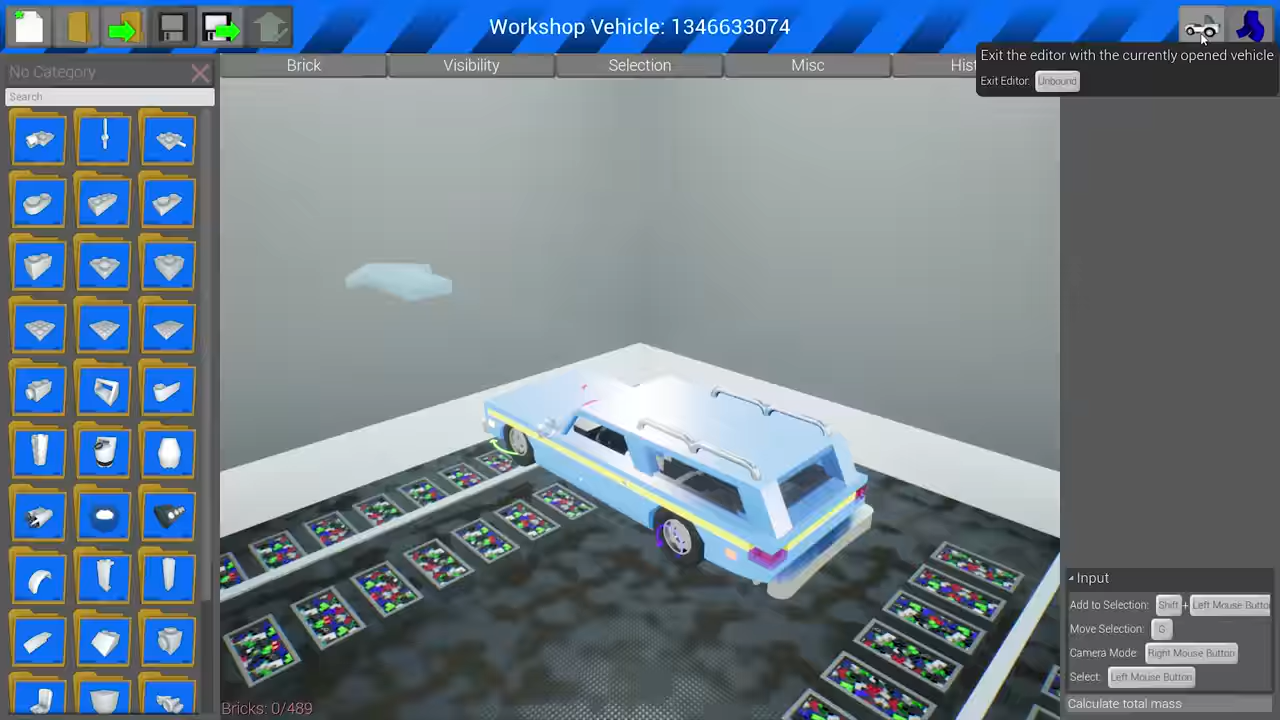 Workshop Vehicle: 1346633074
Exit the editor with the currently opened vehicle
Exit Editor: Unbound
No Category
Search
Brick
Visibility
Selection
Misc
Hist
Bricks: 0/489
Input
Add to Selection: Shift + Left Mouse Butto
Move Selection: G
Camera Mode: Right Mouse Button
Select: Left Mouse Button
Calculate total mass